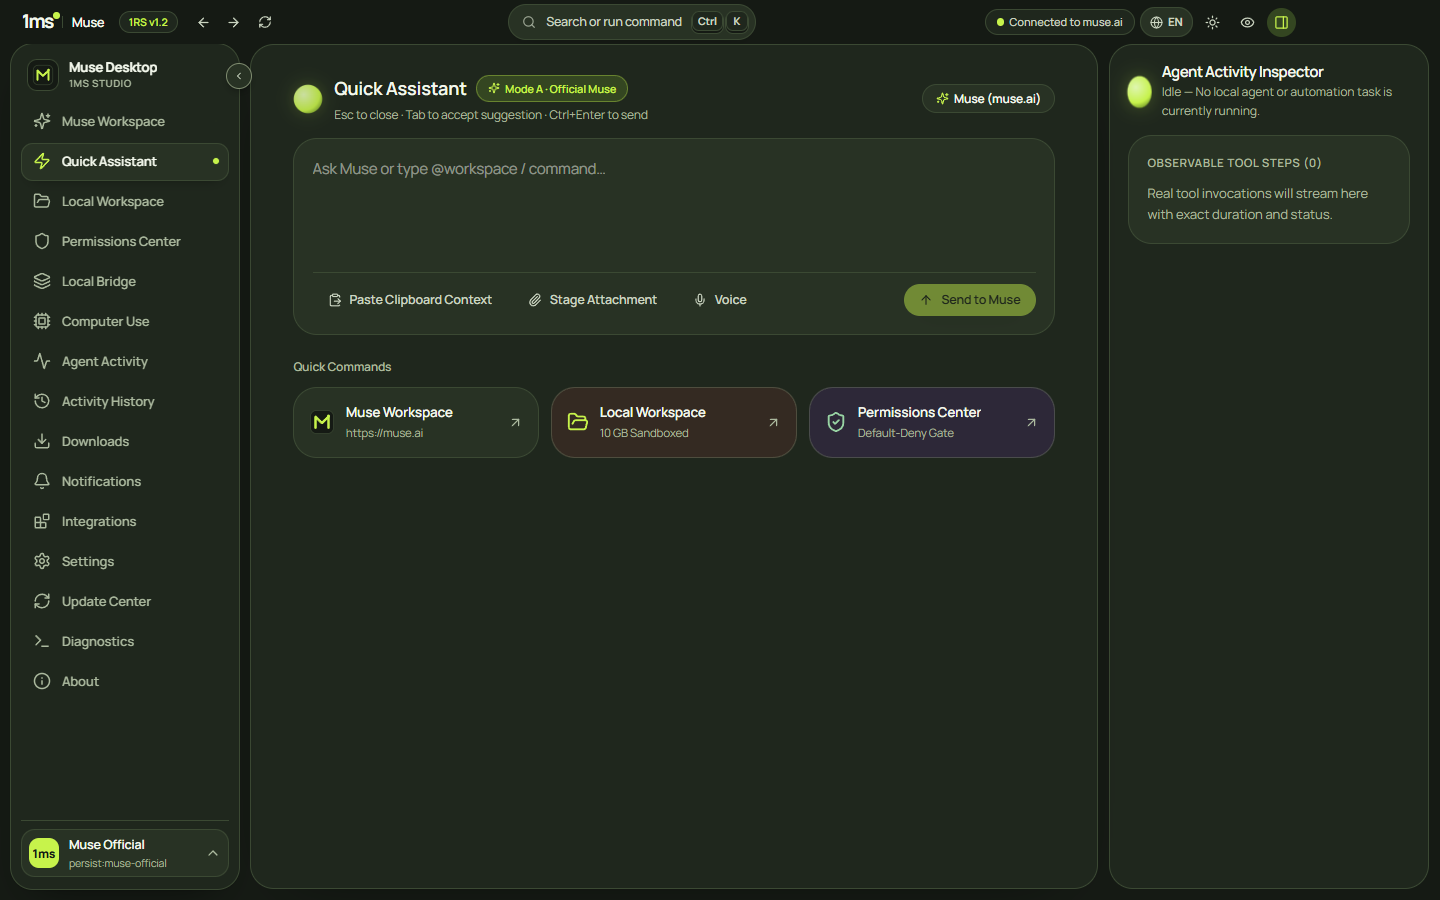 1ms Muse 1RS v1.2
Search or run command Ctrl K
Connected to muse.ai
EN
Muse Desktop
1MS STUDIO
Muse Workspace
Quick Assistant
Local Workspace
Permissions Center
Local Bridge
Computer Use
Agent Activity
Activity History
Downloads
Notifications
Integrations
Settings
Update Center
Diagnostics
About
1ms
Muse Official
persist:muse-official
Quick Assistant
Mode A · Official Muse
Esc to close · Tab to accept suggestion · Ctrl+Enter to send
Muse (muse.ai)
Ask Muse or type @workspace / command...
Paste Clipboard Context
Stage Attachment
Voice
Send to Muse
Quick Commands
M
Muse Workspace
https://muse.ai
Local Workspace
10 GB Sandboxed
Permissions Center
Default-Deny Gate
Agent Activity Inspector
Idle — No local agent or automation task is
currently running.
OBSERVABLE TOOL STEPS (0)
Real tool invocations will stream here
with exact duration and status.